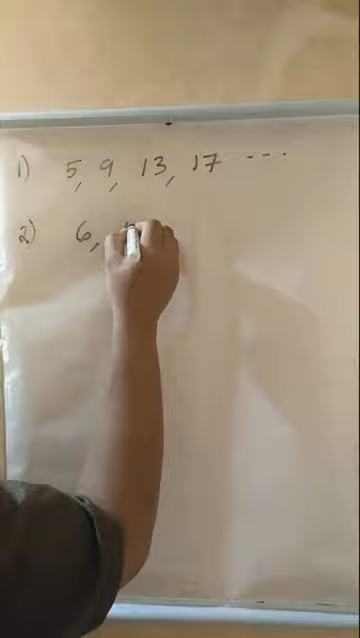 1) 5, 9, 13, 17 ---
2) 6,